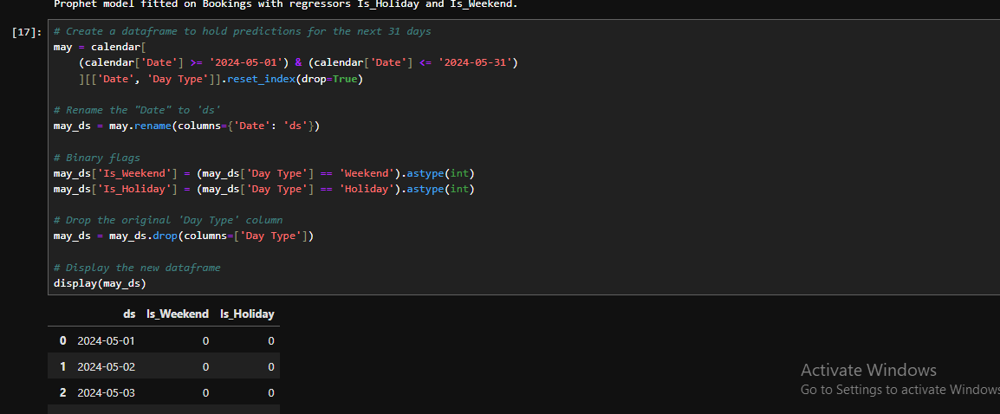 Prophet model fitted on Bookings with regressors Is_Holiday and Is_Weekend.
[17]: # Create a dataframe to hold predictions for the next 31 days
may = calendar[
    (calendar['Date'] >= '2024-05-01') & (calendar['Date'] <= '2024-05-31')
    ][['Date', 'Day Type']].reset_index(drop=True)
# Rename the "Date" to 'ds'
may_ds = may.rename(columns={'Date': 'ds'})
# Binary flags
may_ds['Is_Weekend'] = (may_ds['Day Type'] == 'Weekend').astype(int)
may_ds['Is_Holiday'] = (may_ds['Day Type'] == 'Holiday').astype(int)
# Drop the original 'Day Type' column
may_ds = may_ds.drop(columns=['Day Type'])
# Display the new dataframe
display(may_ds)
ds Is_Weekend Is_Holiday
0 2024-05-01 0 0
1 2024-05-02 0 0
2 2024-05-03 0 0
Activate Windows
Go to Settings to activate Windows